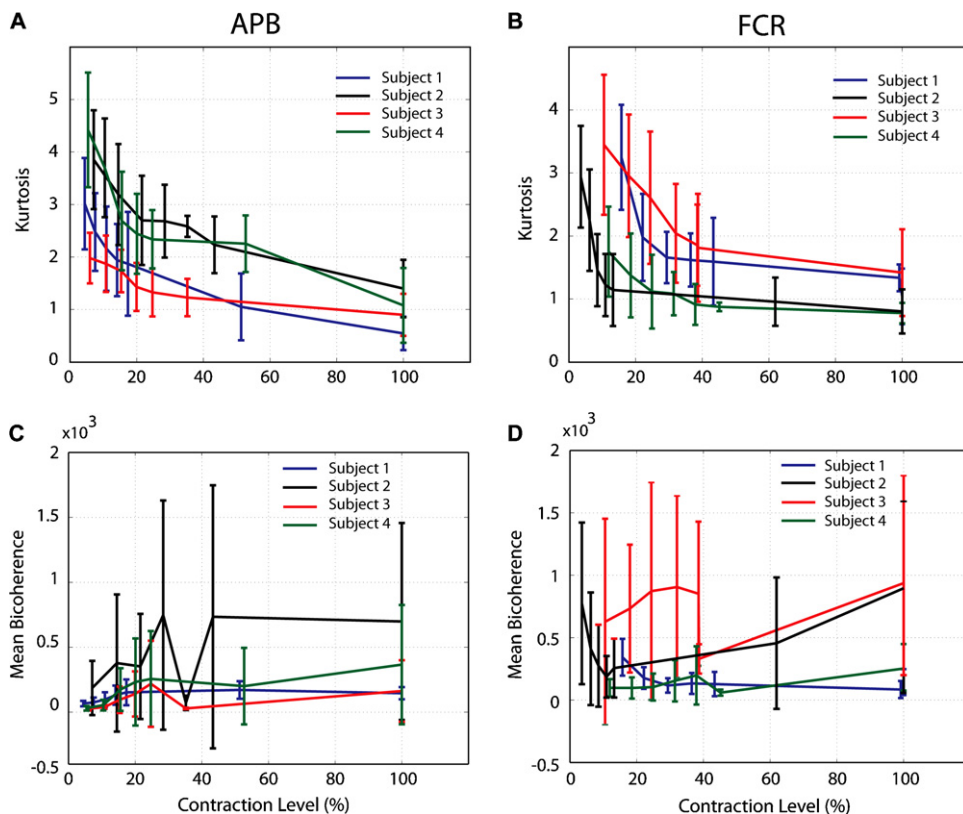 A
APB
Kurtosis
5
4
3
2
1
0
0 20 40 60 80 100
Subject 1
Subject 2
Subject 3
Subject 4
B
FCR
Kurtosis
4
3
2
1
0
0 20 40 60 80 100
Subject 1
Subject 2
Subject 3
Subject 4
C
x10³
Mean Bicoherence
2
1.5
1
0.5
0
-0.5
0 20 40 60 80 100
Contraction Level (%)
Subject 1
Subject 2
Subject 3
Subject 4
D
x10³
Mean Bicoherence
2
1.5
1
0.5
0
-0.5
0 20 40 60 80 100
Contraction Level (%)
Subject 1
Subject 2
Subject 3
Subject 4